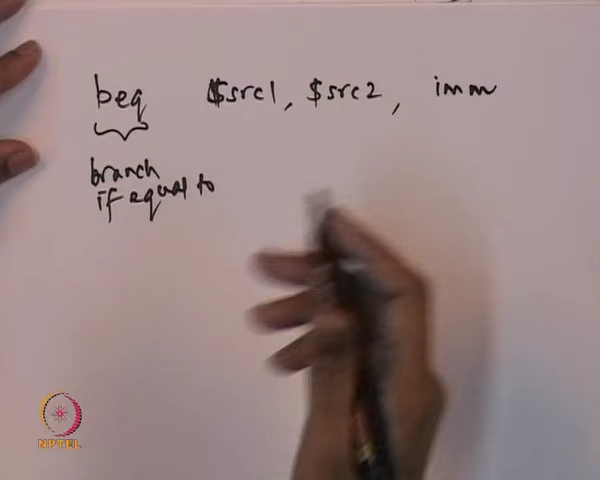 beq $src1, $src2, imm
branch
if equal to
NPTEL